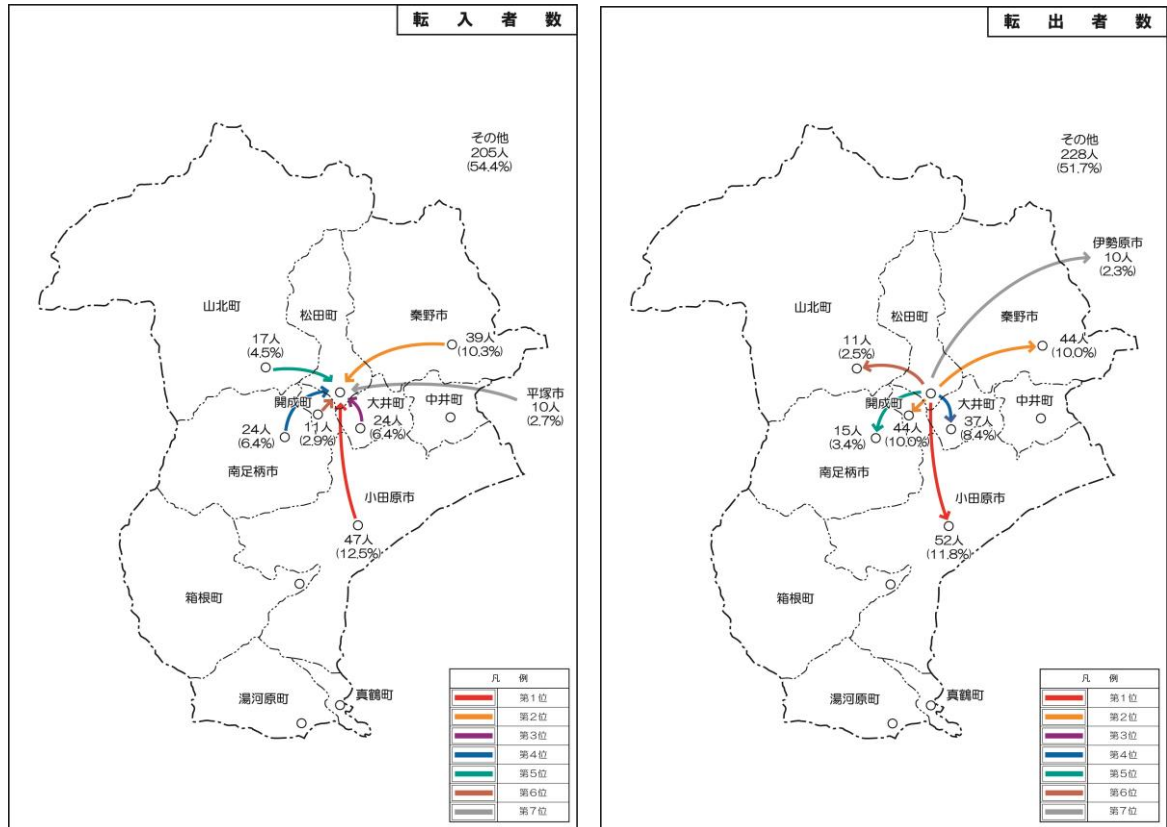 転入者数
その他
205人
(54.4%)
山北町
松田町
秦野市
17人
(4.5%)
39人
(10.3%)
開成町
大井町
中井町
平塚市
10人
(2.7%)
24人
(6.4%)
11人
(2.9%)
24人
(6.4%)
南足柄市
小田原市
47人
(12.5%)
箱根町
湯河原町
真鶴町
凡例
第1位
第2位
第3位
第4位
第5位
第6位
第7位
転出者数
その他
228人
(51.7%)
伊勢原市
10人
(2.3%)
山北町
松田町
秦野市
11人
(2.5%)
44人
(10.0%)
開成町
大井町
中井町
15人
(3.4%)
44人
(10.0%)
37人
(8.4%)
南足柄市
小田原市
52人
(11.8%)
箱根町
湯河原町
真鶴町
凡例
第1位
第2位
第3位
第4位
第5位
第6位
第7位